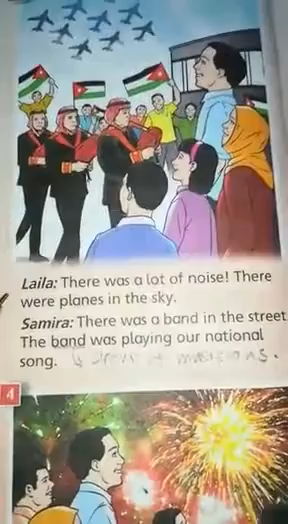 Laila: There was a lot of noise! There
were planes in the sky.
Samira: There was a band in the street
The band was playing our national
song.
4